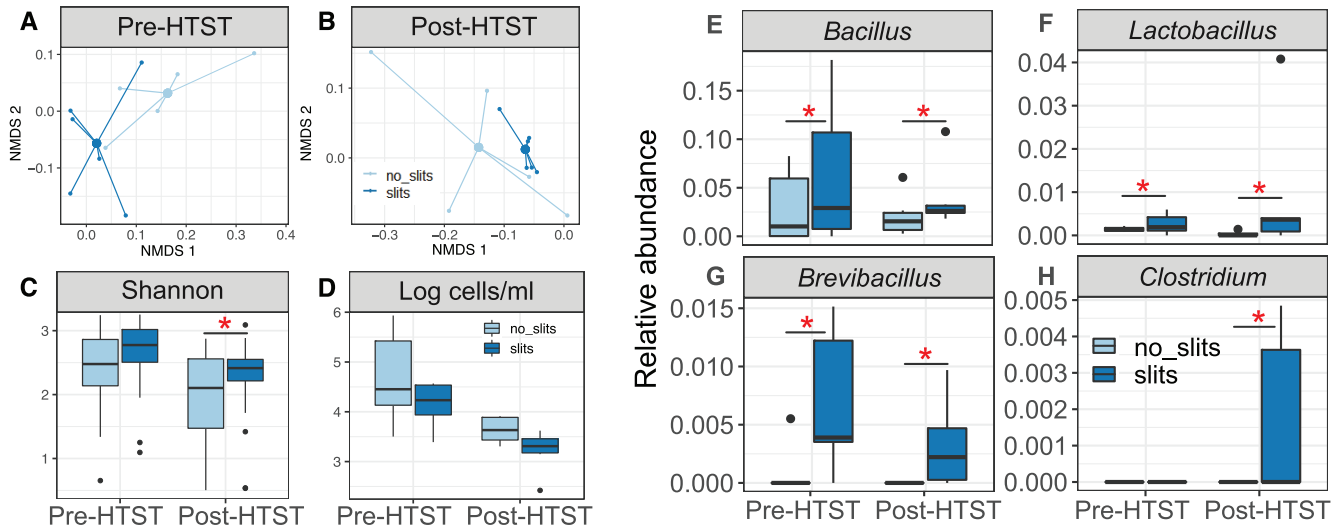 A
Pre-HTST
NMDS 2
0.1
0.0
−0.1
0.0
0.1
0.2
0.3
0.4
NMDS 1
B
Post-HTST
NMDS 2
0.1
0.0
no_slits
slits
−0.3
−0.2
−0.1
0.0
NMDS 1
C
Shannon
3
2
1
*
Pre-HTST
Post-HTST
D
Log cells/ml
6
5
4
3
no_slits
slits
Pre-HTST
Post-HTST
Relative abundance
E
Bacillus
0.15
0.10
0.05
0.00
*
*
F
Lactobacillus
0.04
0.03
0.02
0.01
0.00
*
*
G
Brevibacillus
0.015
0.010
0.005
0.000
*
*
Pre-HTST
Post-HTST
H
Clostridium
0.005
0.004
0.003
0.002
0.001
0.000
*
no_slits
slits
Pre-HTST
Post-HTST